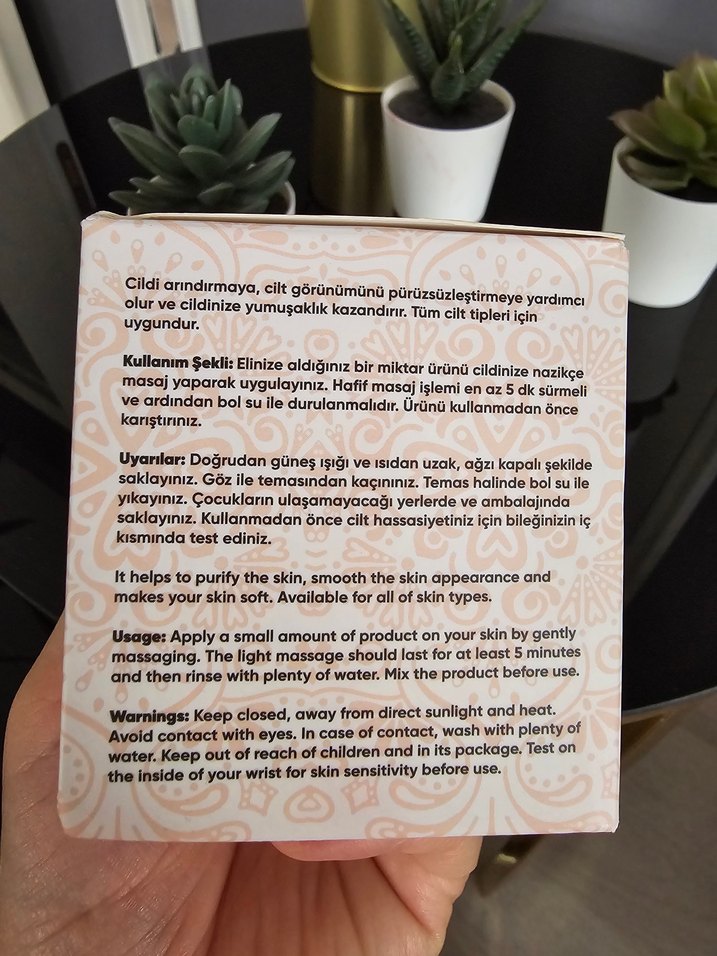 Cildi arındırmaya, cilt görünümünü pürüzsüzleştirmeye yardımcı
olur ve cildinize yumuşaklık kazandırır. Tüm cilt tipleri için
uygundur.
Kullanım Şekli: Elinize aldığınız bir miktar ürünü cildinize nazikçe
masaj yaparak uygulayınız. Hafif masaj işlemi en az 5 dk sürmeli
ve ardından bol su ile durulanmalıdır. Ürünü kullanmadan önce
karıştırınız.
Uyarılar: Doğrudan güneş ışığı ve ısıdan uzak, ağzı kapalı şekilde
saklayınız. Göz ile temasından kaçınınız. Temas halinde bol su ile
yıkayınız. Çocukların ulaşamayacağı yerlerde ve ambalajında
saklayınız. Kullanmadan önce cilt hassasiyetiniz için bileğinizin iç
kısmında test ediniz.
It helps to purify the skin, smooth the skin appearance and
makes your skin soft. Available for all of skin types.
Usage: Apply a small amount of product on your skin by gently
massaging. The light massage should last for at least 5 minutes
and then rinse with plenty of water. Mix the product before use.
Warnings: Keep closed, away from direct sunlight and heat.
Avoid contact with eyes. In case of contact, wash with plenty of
water. Keep out of reach of children and in its package. Test on
the inside of your wrist for skin sensitivity before use.